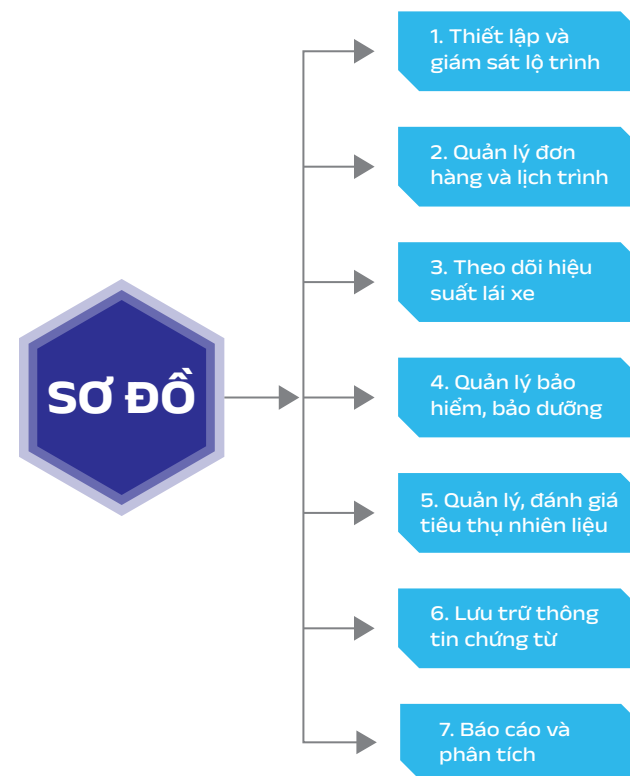 SƠ ĐỒ
1. Thiết lập và
giám sát lộ trình
2. Quản lý đơn
hàng và lịch trình
3. Theo dõi hiệu
suất lái xe
4. Quản lý bảo
hiểm, bảo dưỡng
5. Quản lý, đánh giá
tiêu thụ nhiên liệu
6. Lưu trữ thông
tin chứng từ
7. Báo cáo và
phân tích